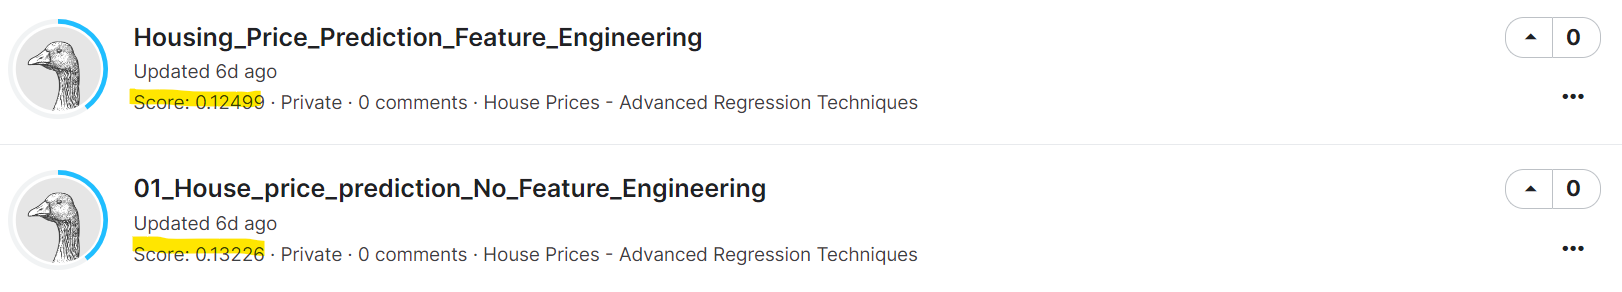 Housing_Price_Prediction_Feature_Engineering
0
Updated 6d ago
Score: 0.12499 · Private · 0 comments · House Prices - Advanced Regression Techniques
01_House_price_prediction_No_Feature_Engineering
0
Updated 6d ago
Score: 0.13226 · Private · 0 comments · House Prices - Advanced Regression Techniques